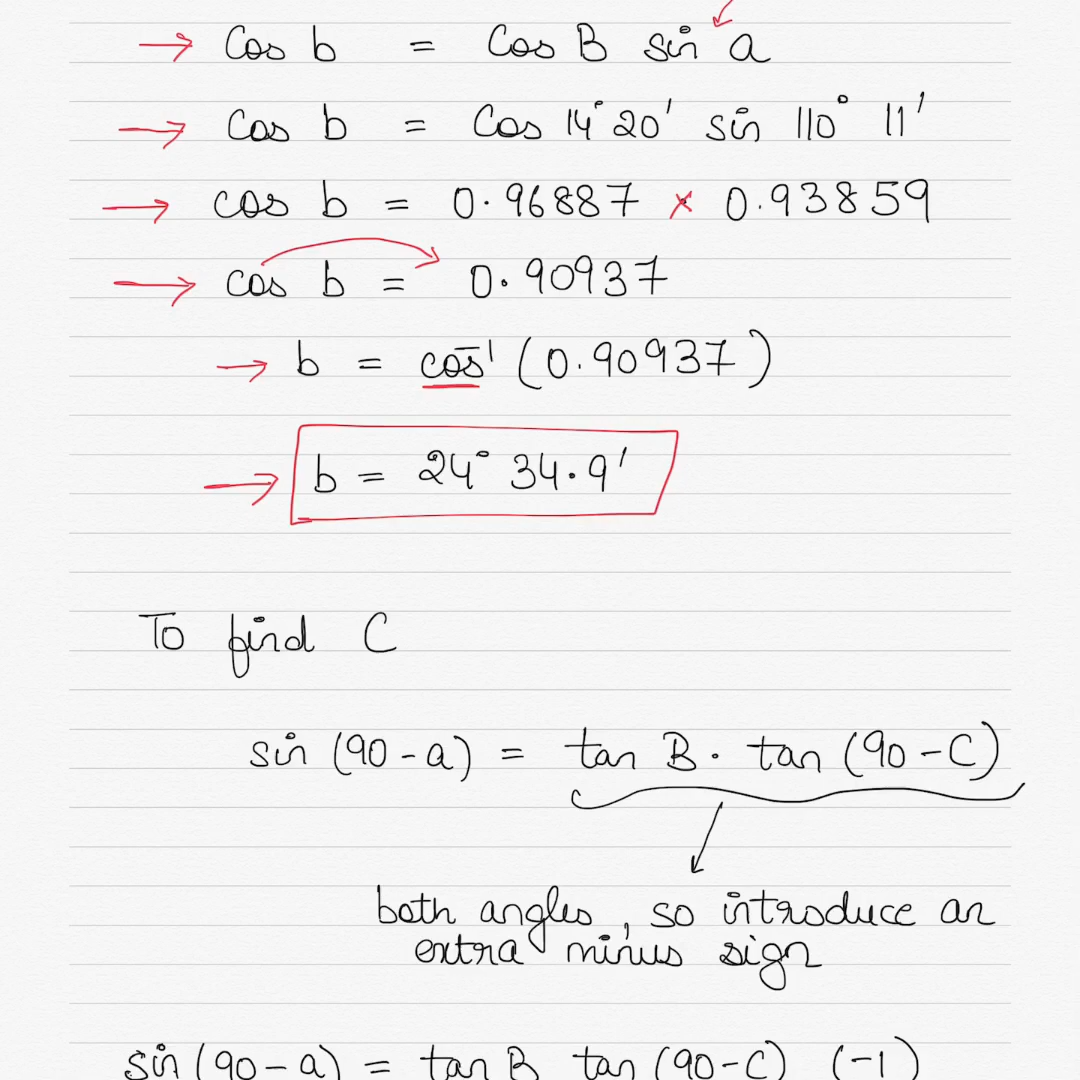 → Cos b = Cos B sin a
→ Cos b = Cos 14° 20' sin 110° 11'
→ cos b = 0.96887 × 0.93859
→ cos b = 0.90937
→ b = cos⁻¹ (0.90937)
→ b = 24° 34.9'
To find C
sin (90 - a) = tan B . tan (90 - C)
both angles, so introduce an
extra minus sign
sin (90 - a) = tan B tan (90 - C) (-1)